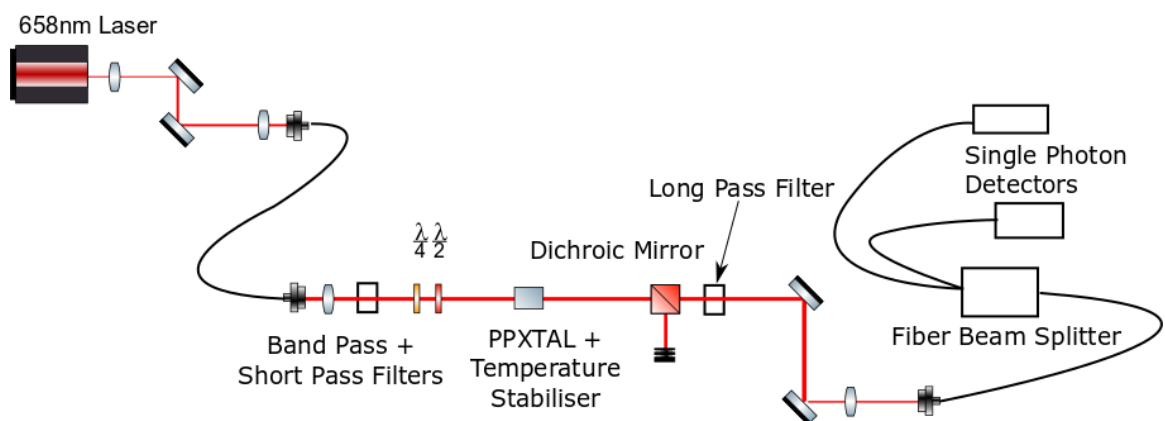 658nm Laser
Single Photon
Detectors
Long Pass Filter
λ/4 λ/2
Dichroic Mirror
Fiber Beam Splitter
Band Pass +
Short Pass Filters
PPXTAL +
Temperature
Stabiliser